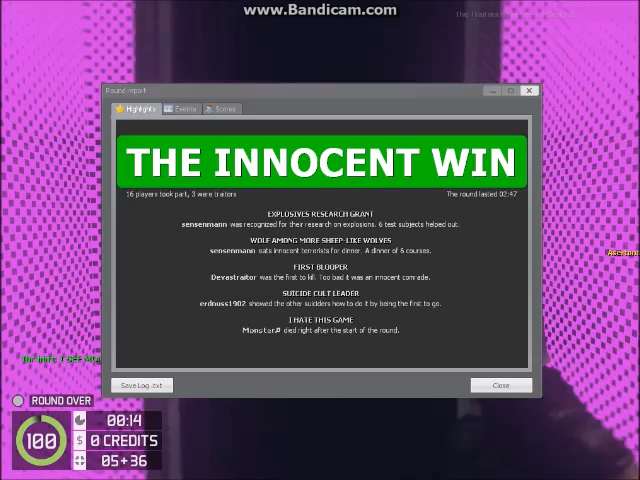 www.Bandicam.com
Round report
Highlights Events Scores
THE INNOCENT WIN
16 players took part, 3 were traitors The round lasted 02:47
EXPLOSIVES RESEARCH GRANT
sensenmann was recognized for their research on explosions. 6 test subjects helped out.
WOLF AMONG MORE SHEEP-LIKE WOLVES
sensenmann eats innocent terrorists for dinner. A dinner of 6 courses.
FIRST BLOOPER
Devastraitor was the first to kill. Too bad it was an innocent comrade.
SUICIDE CULT LEADER
erdnuss1902 showed the other suiciders how to do it by being the first to go.
I HATE THIS GAME
died right after the start of the round.
Save Log .txt Close
ROUND OVER
00:14
100
$ 0 CREDITS
05+36